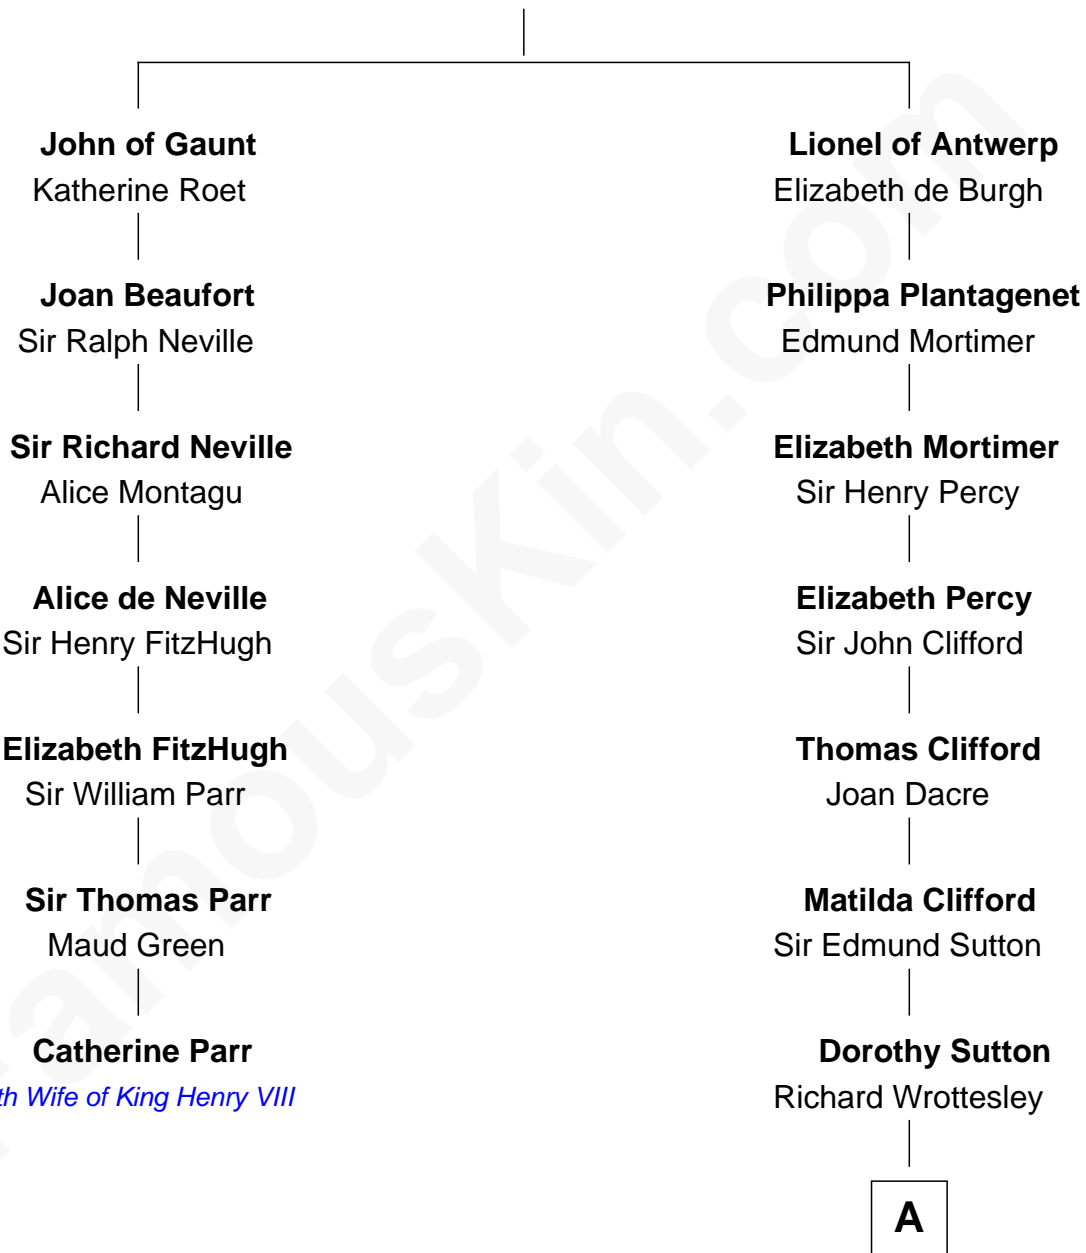 John of Gaunt
Katherine Roet
Joan Beaufort
Sir Ralph Neville
Sir Richard Neville
Alice Montagu
Alice de Neville
Sir Henry FitzHugh
Elizabeth FitzHugh
Sir William Parr
Sir Thomas Parr
Maud Green
Catherine Parr
th Wife of King Henry VIII
Lionel of Antwerp
Elizabeth de Burgh
Philippa Plantagenet
Edmund Mortimer
Elizabeth Mortimer
Sir Henry Percy
Elizabeth Percy
Sir John Clifford
Thomas Clifford
Joan Dacre
Matilda Clifford
Sir Edmund Sutton
Dorothy Sutton
Richard Wrottesley
A
FamousKin.com